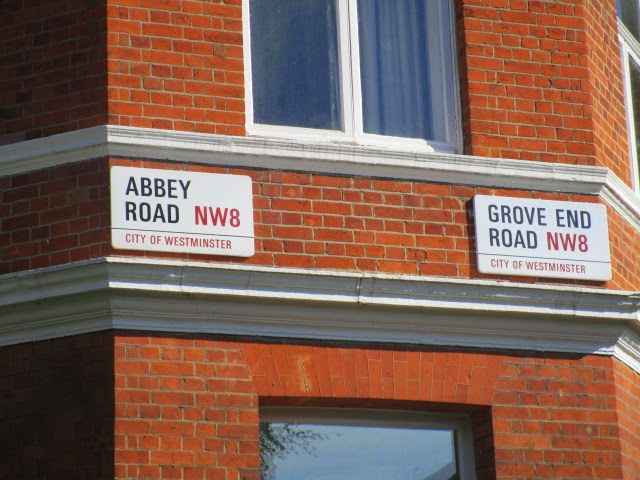 ABBEY
ROAD NW8
CITY OF WESTMINSTER
GROVE END
ROAD NW8
CITY OF WESTMINSTER